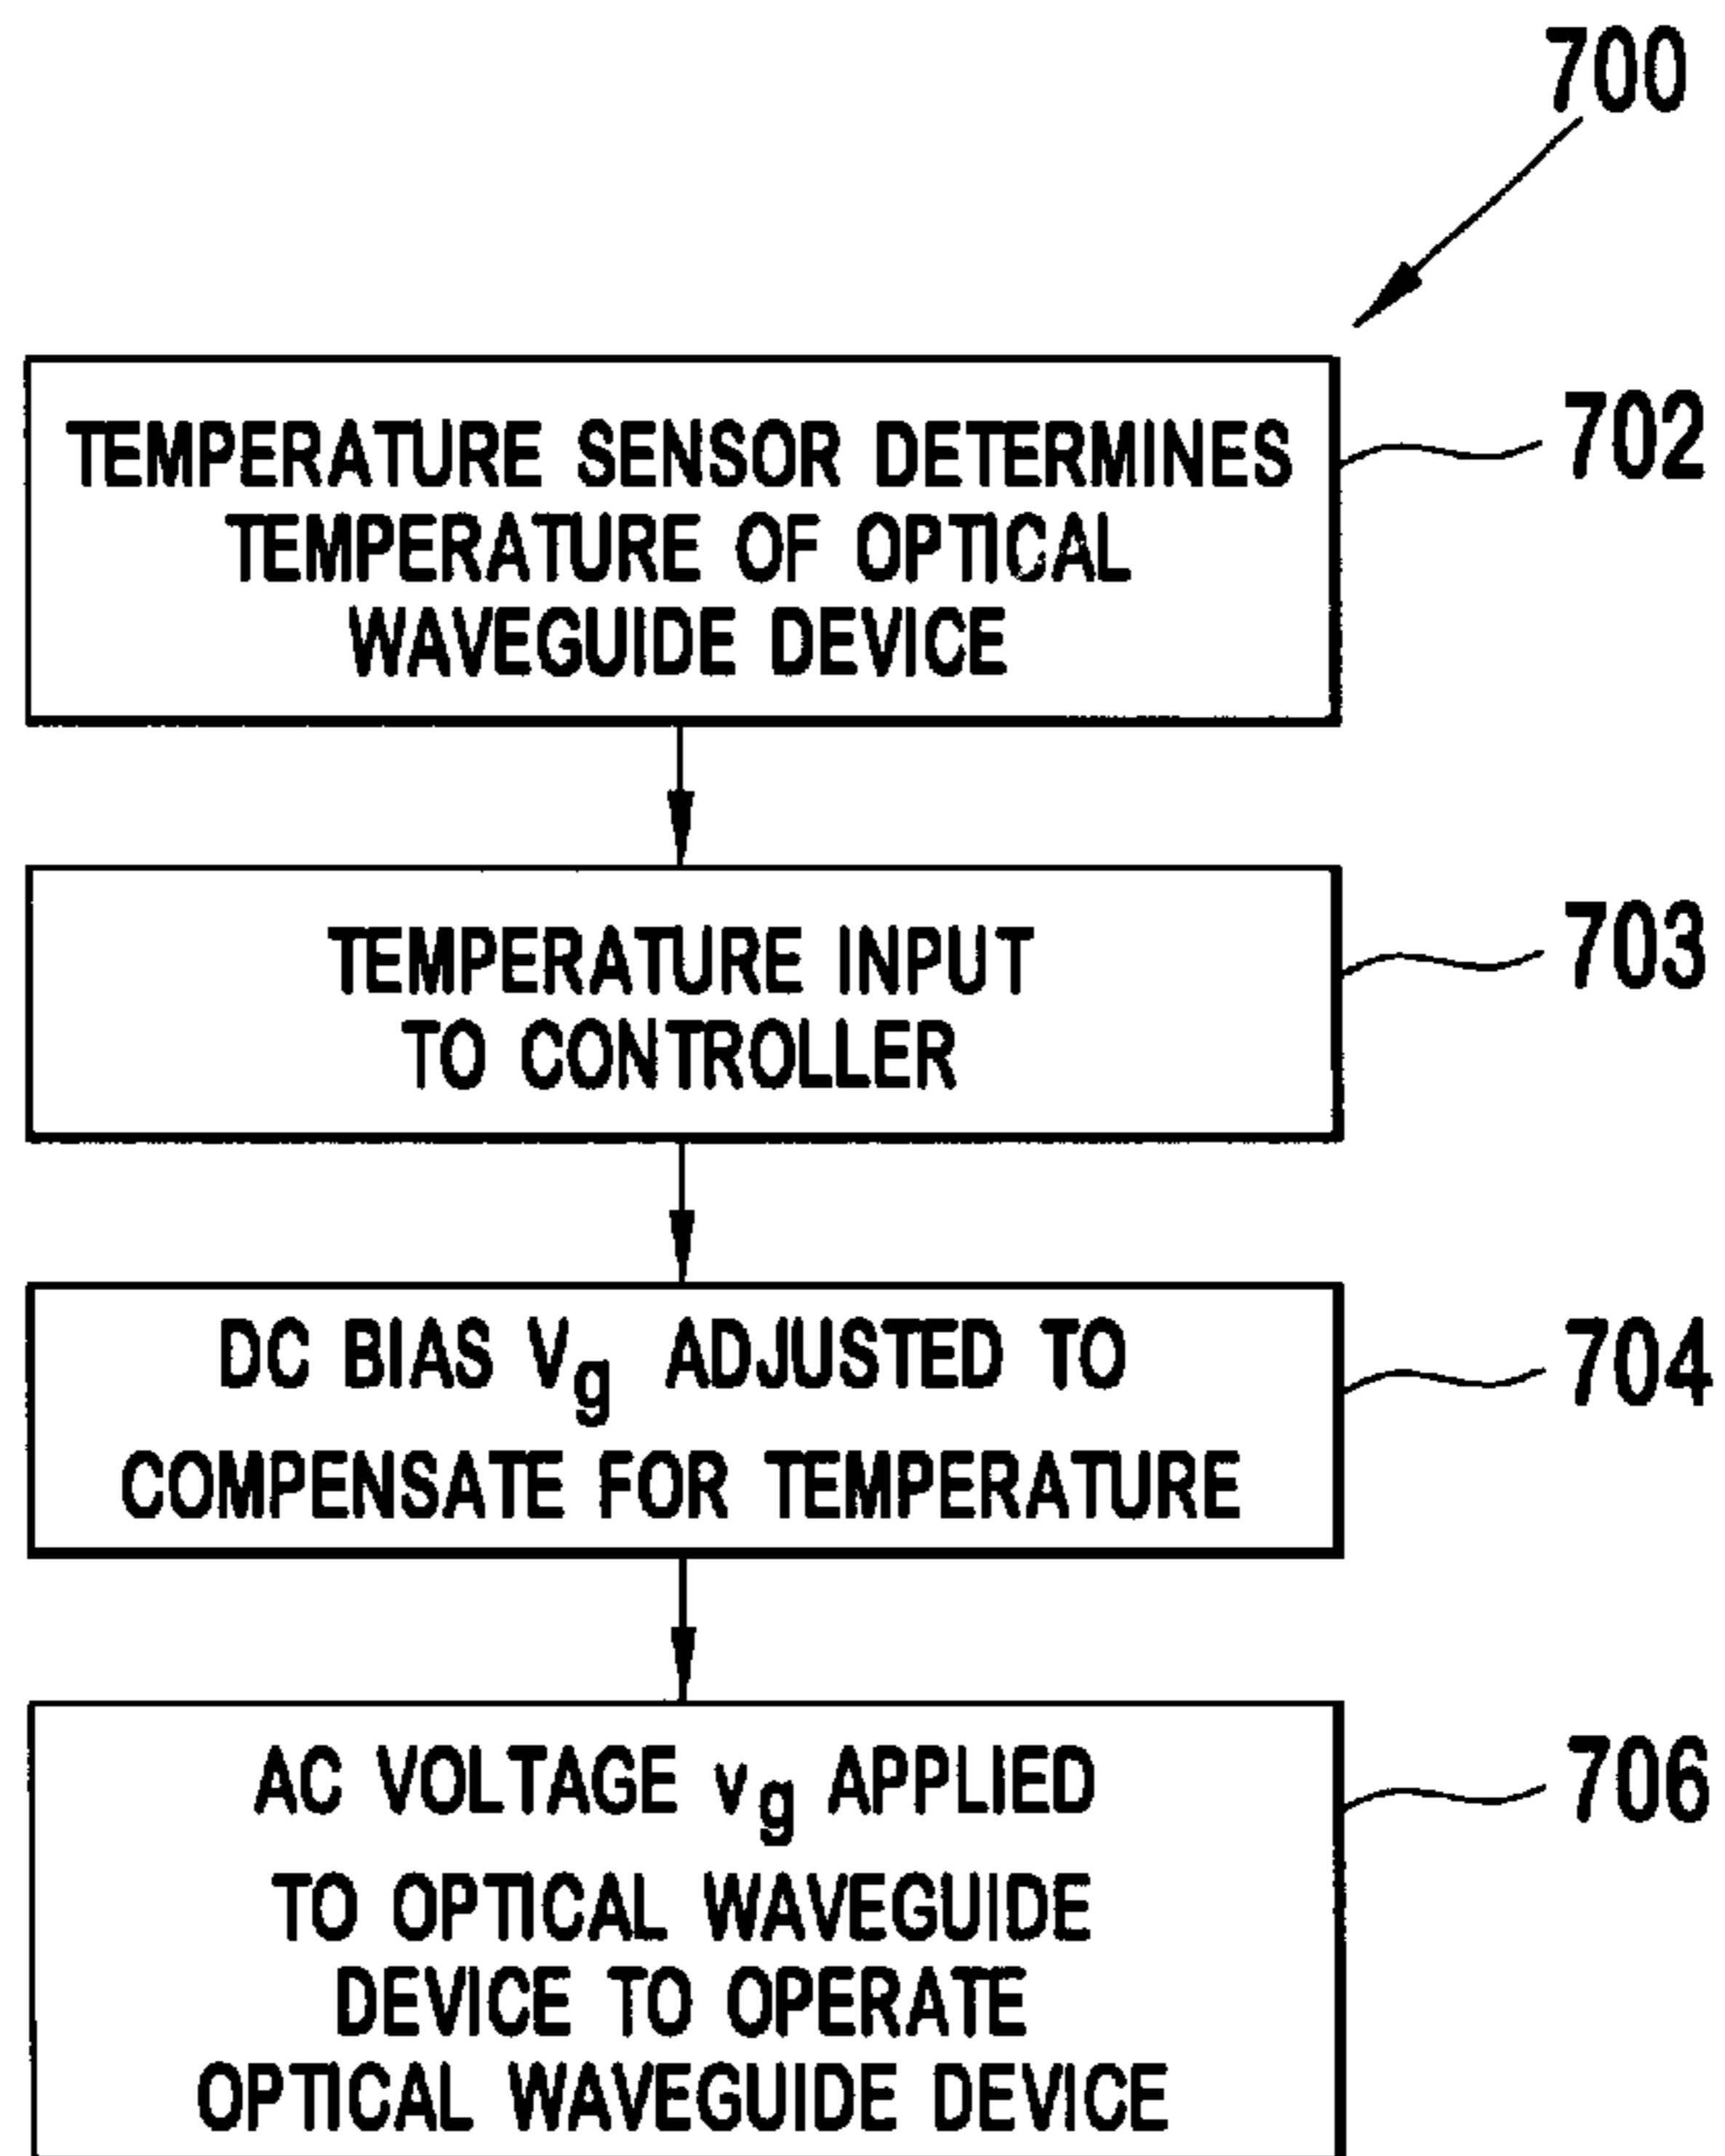 700
TEMPERATURE SENSOR DETERMINES
TEMPERATURE OF OPTICAL
WAVEGUIDE DEVICE
702
TEMPERATURE INPUT
TO CONTROLLER
703
DC BIAS Vg ADJUSTED TO
COMPENSATE FOR TEMPERATURE
704
AC VOLTAGE vg APPLIED
TO OPTICAL WAVEGUIDE
DEVICE TO OPERATE
OPTICAL WAVEGUIDE DEVICE
706